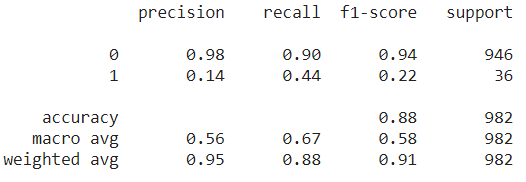 precision recall f1-score support
0 0.98 0.90 0.94 946
1 0.14 0.44 0.22 36
accuracy 0.88 982
macro avg 0.56 0.67 0.58 982
weighted avg 0.95 0.88 0.91 982